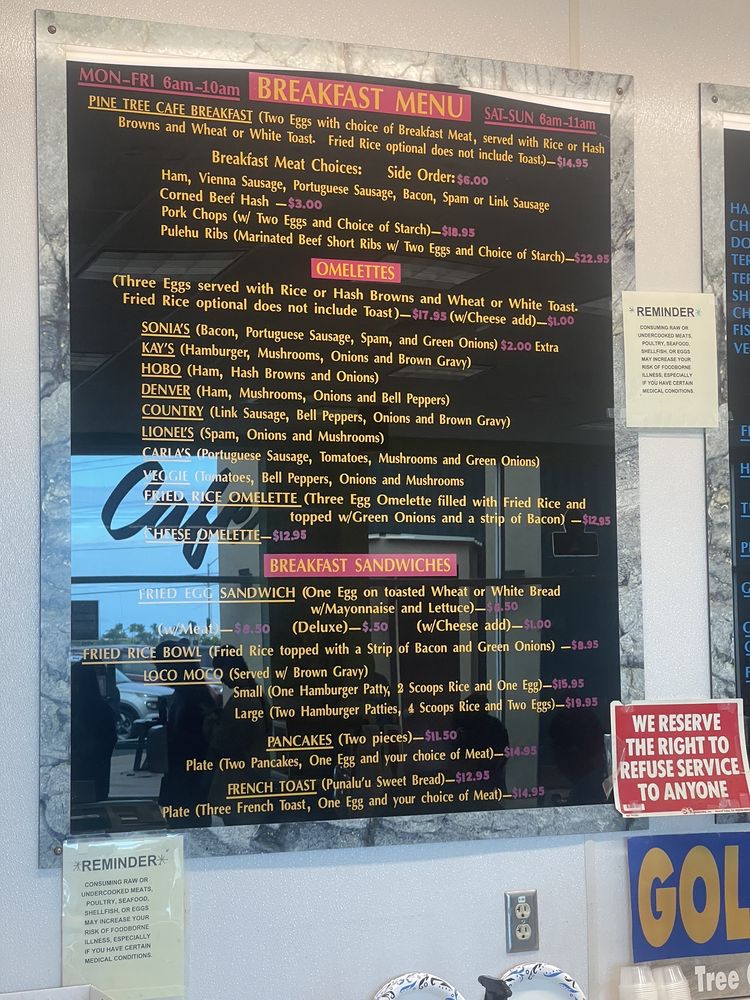 MON-FRI 6am-10am BREAKFAST MENU SAT-SUN 6am-11am
PINE TREE CAFE BREAKFAST (Two Eggs with choice of Breakfast Meat, served with Rice or Hash
Browns and Wheat or White Toast. Fried Rice optional does not include Toast.)-$14.95
Breakfast Meat Choices: Side Order: $6.00
Ham, Vienna Sausage, Portuguese Sausage, Bacon, Spam or Link Sausage
Corned Beef Hash -$3.00
Pork Chops (w/ Two Eggs and Choice of Starch)-$18.95
Pulehu Ribs (Marinated Beef Short Ribs w/ Two Eggs and Choice of Starch)-$22.95
OMELETTES
(Three Eggs served with Rice or Hash Browns and Wheat or White Toast.
Fried Rice optional does not include Toast)-$17.95 (w/Cheese add)-$1.00
SONIA'S (Bacon, Portuguese Sausage, Spam, and Green Onions) $2.00 Extra
KAY'S (Hamburger, Mushrooms, Onions and Brown Gravy)
HOBO (Ham, Hash Browns and Onions)
DENVER (Ham, Mushrooms, Onions and Bell Peppers)
COUNTRY (Link Sausage, Bell Peppers, Onions and Brown Gravy)
LIONEL'S (Spam, Onions and Mushrooms)
CARLA'S (Portuguese Sausage, Tomatoes, Mushrooms and Green Onions)
VEGGIE (Tomatoes, Bell Peppers, Onions and Mushrooms
FRIED RICE OMELETTE (Three Egg Omelette filled with Fried Rice and
topped w/Green Onions and a strip of Bacon) -$12.95
CHEESE OMELETTE-$12.95
Cafe
BREAKFAST SANDWICHES
FRIED EGG SANDWICH (One Egg on toasted Wheat or White Bread
w/Mayonnaise and Lettuce)-$.50
(w/Meat)-$8.50 (Deluxe)-$.50 (w/Cheese add)-$1.00
FRIED RICE BOWL (Fried Rice topped with a Strip of Bacon and Green Onions) -$8.95
LOCO MOCO (Served w/ Brown Gravy)
Small (One Hamburger Patty, 2 Scoops Rice and One Egg)-$15.95
Large (Two Hamburger Patties, 4 Scoops Rice and Two Eggs)-$19.95
PANCAKES (Two pieces)-$11.50
Plate (Two Pancakes, One Egg and your choice of Meat)-$14.95
FRENCH TOAST (Punalu'u Sweet Bread)-$12.95
Plate (Three French Toast, One Egg and your choice of Meat)-$14.95
*REMINDER*
CONSUMING RAW OR
UNDERCOOKED MEATS,
POULTRY, SEAFOOD,
SHELLFISH, OR EGGS
MAY INCREASE YOUR
RISK OF FOODBORNE
ILLNESS, ESPECIALLY
IF YOU HAVE CERTAIN
MEDICAL CONDITIONS.
*REMINDER*
CONSUMING RAW OR
UNDERCOOKED MEATS,
POULTRY, SEAFOOD,
SHELLFISH, OR EGGS
MAY INCREASE YOUR
RISK OF FOODBORNE
ILLNESS, ESPECIALLY
IF YOU HAVE CERTAIN
MEDICAL CONDITIONS.
WE RESERVE
THE RIGHT TO
REFUSE SERVICE
TO ANYONE
GOL
Tree